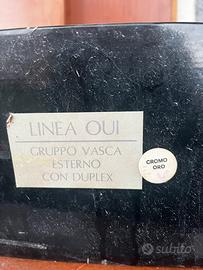 LINEA OUI
GRUPPO VASCA
ESTERNO
CON DUPLEX
CROMO
ORO
subito